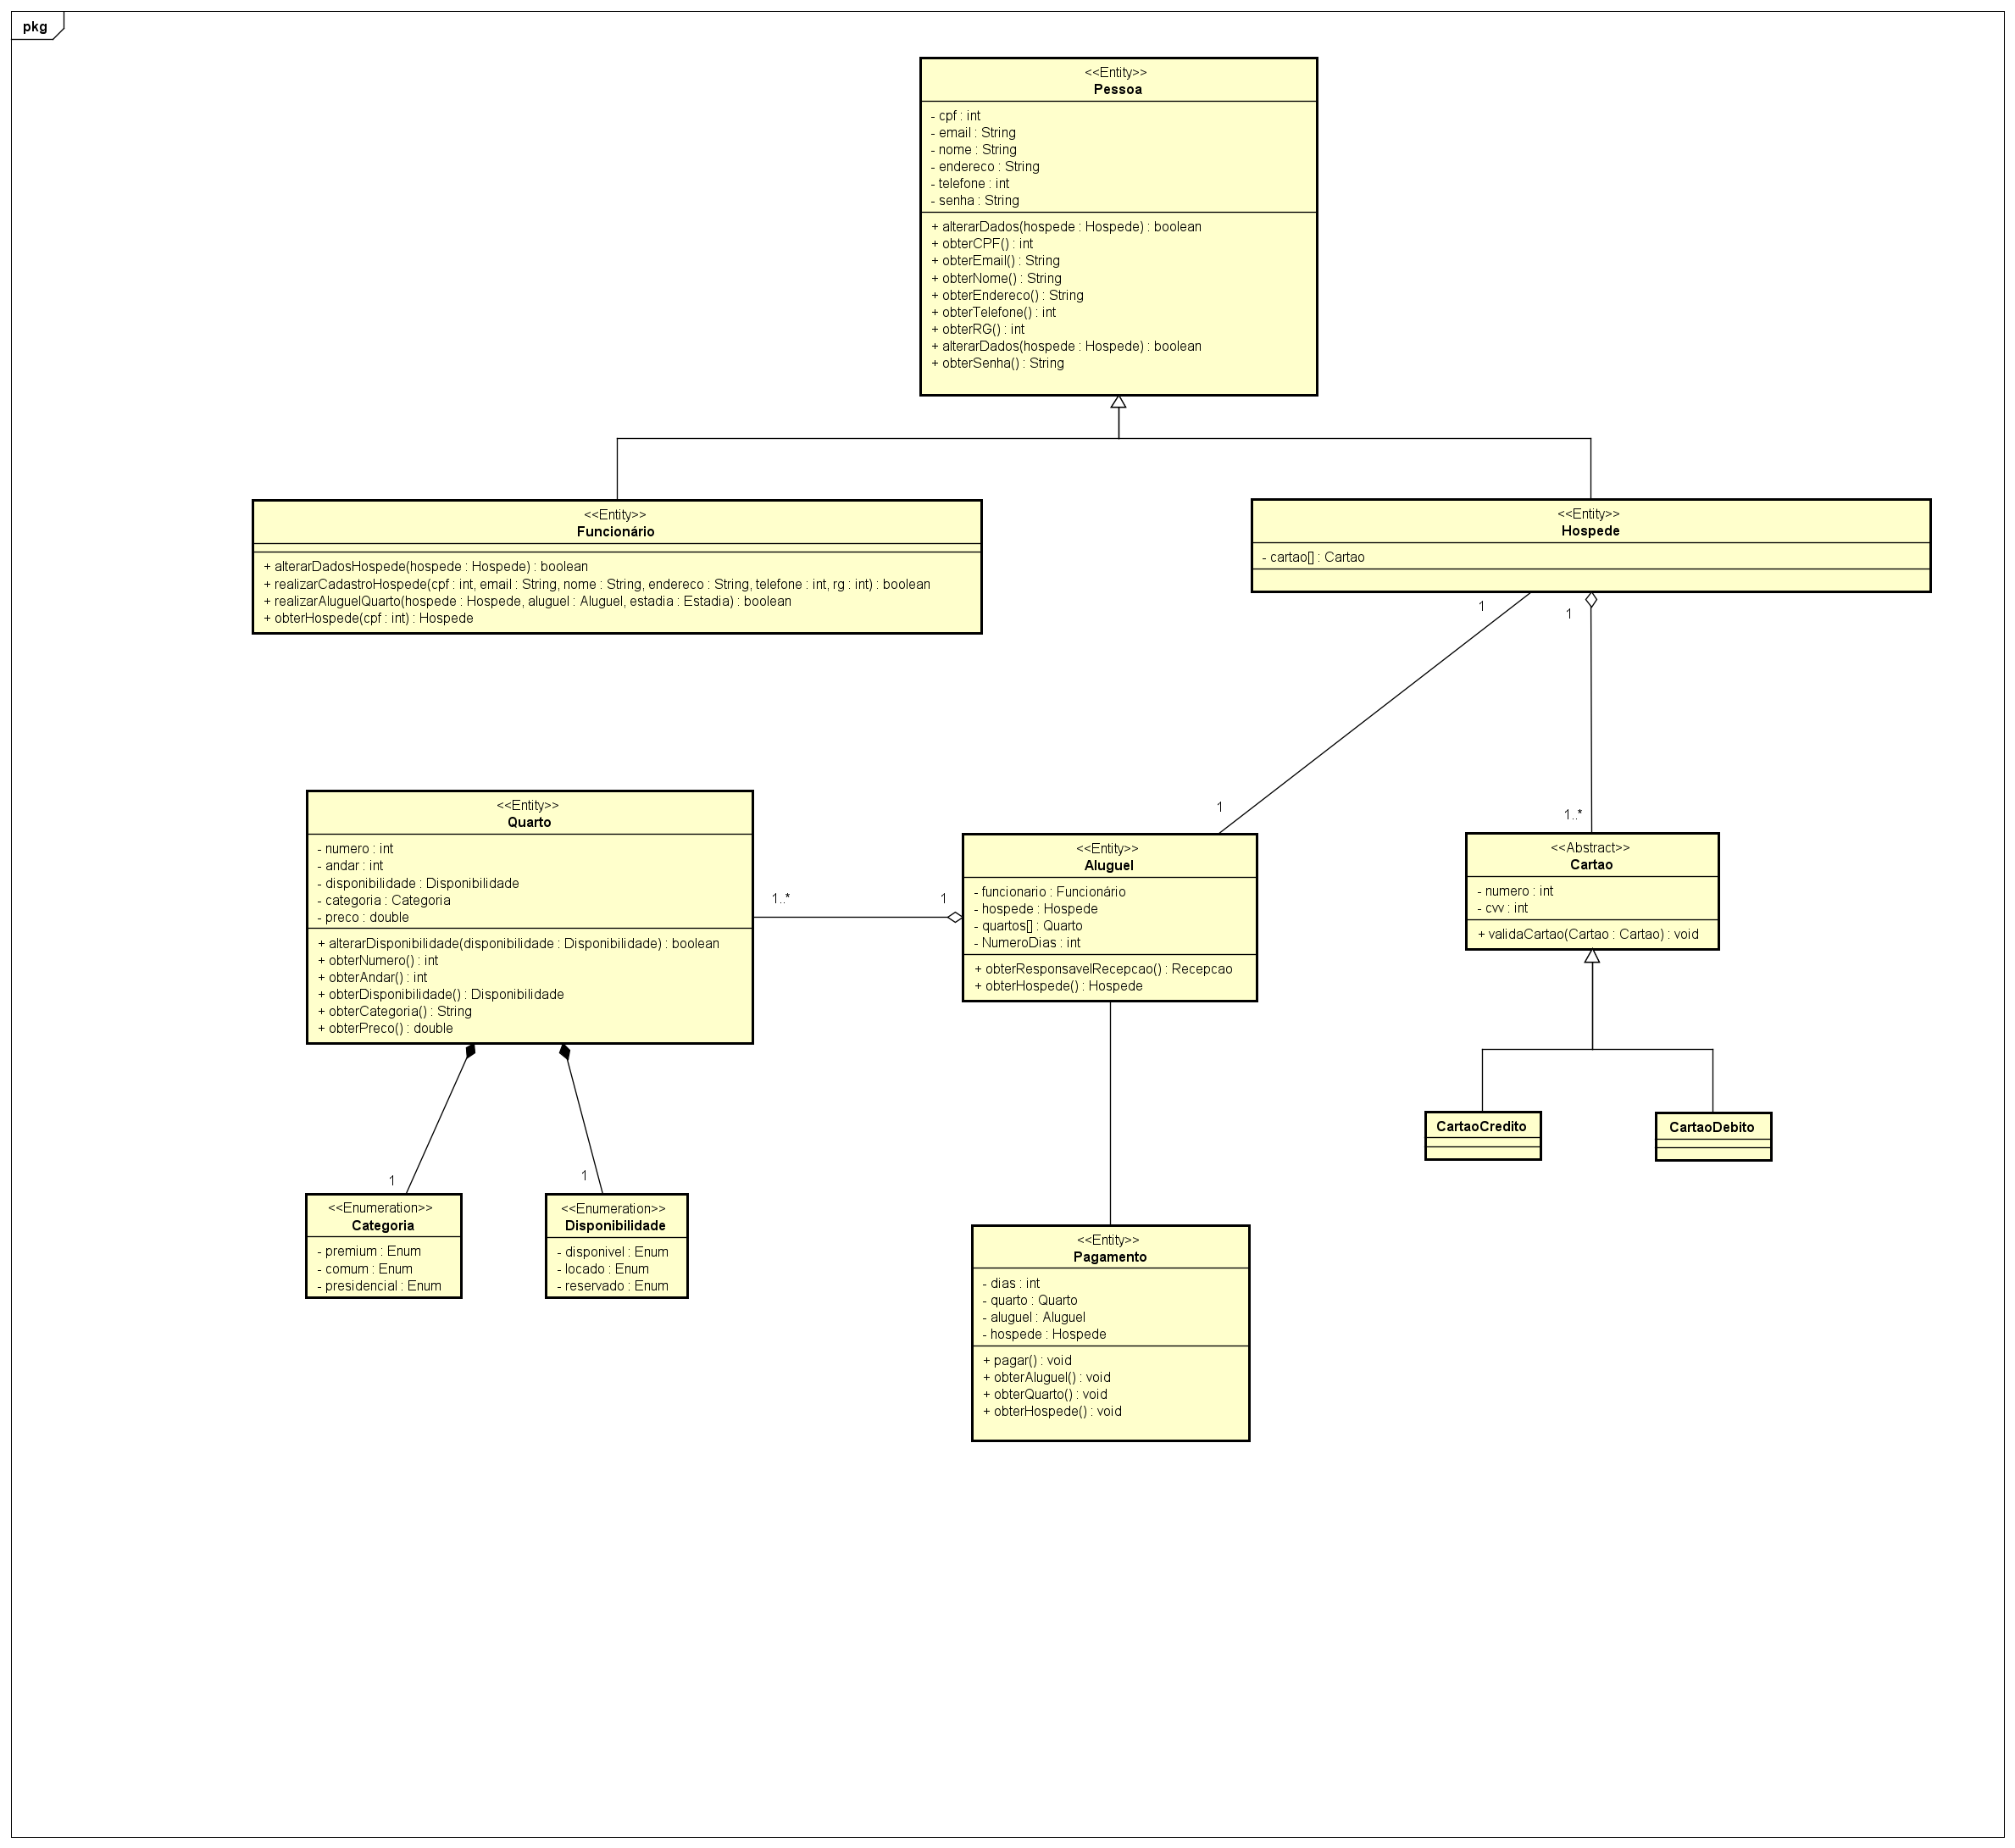 pkg
<<Entity>>
Pessoa
- cpf : int
- email : String
- nome : String
- endereco : String
- telefone : int
- senha : String
+ alterarDados(hospede : Hospede) : boolean
+ obterCPF() : int
+ obterEmail() : String
+ obterNome() : String
+ obterEndereco() : String
+ obterTelefone() : int
+ obterRG() : int
+ alterarDados(hospede : Hospede) : boolean
+ obterSenha() : String
<<Entity>>
Funcionário
+ alterarDadosHospede(hospede : Hospede) : boolean
+ realizarCadastroHospede(cpf : int, email : String, nome : String, endereco : String, telefone : int, rg : int) : boolean
+ realizarAluguelQuarto(hospede : Hospede, aluguel : Aluguel, estadia : Estadia) : boolean
+ obterHospede(cpf : int) : Hospede
<<Entity>>
Hospede
- cartao[] : Cartao
1
1
1
1..*
<<Entity>>
Quarto
- numero : int
- andar : int
- disponibilidade : Disponibilidade
- categoria : Categoria
- preco : double
+ alterarDisponibilidade(disponibilidade : Disponibilidade) : boolean
+ obterNumero() : int
+ obterAndar() : int
+ obterDisponibilidade() : Disponibilidade
+ obterCategoria() : String
+ obterPreco() : double
1..*
1
<<Entity>>
Aluguel
- funcionario : Funcionário
- hospede : Hospede
- quartos[] : Quarto
- NumeroDias : int
+ obterResponsavelRecepcao() : Recepcao
+ obterHospede() : Hospede
<<Abstract>>
Cartao
- numero : int
- cvv : int
+ validaCartao(Cartao : Cartao) : void
CartaoCredito
CartaoDebito
1
1
<<Enumeration>>
Categoria
- premium : Enum
- comum : Enum
- presidencial : Enum
<<Enumeration>>
Disponibilidade
- disponivel : Enum
- locado : Enum
- reservado : Enum
<<Entity>>
Pagamento
- dias : int
- quarto : Quarto
- aluguel : Aluguel
- hospede : Hospede
+ pagar() : void
+ obterAluguel() : void
+ obterQuarto() : void
+ obterHospede() : void